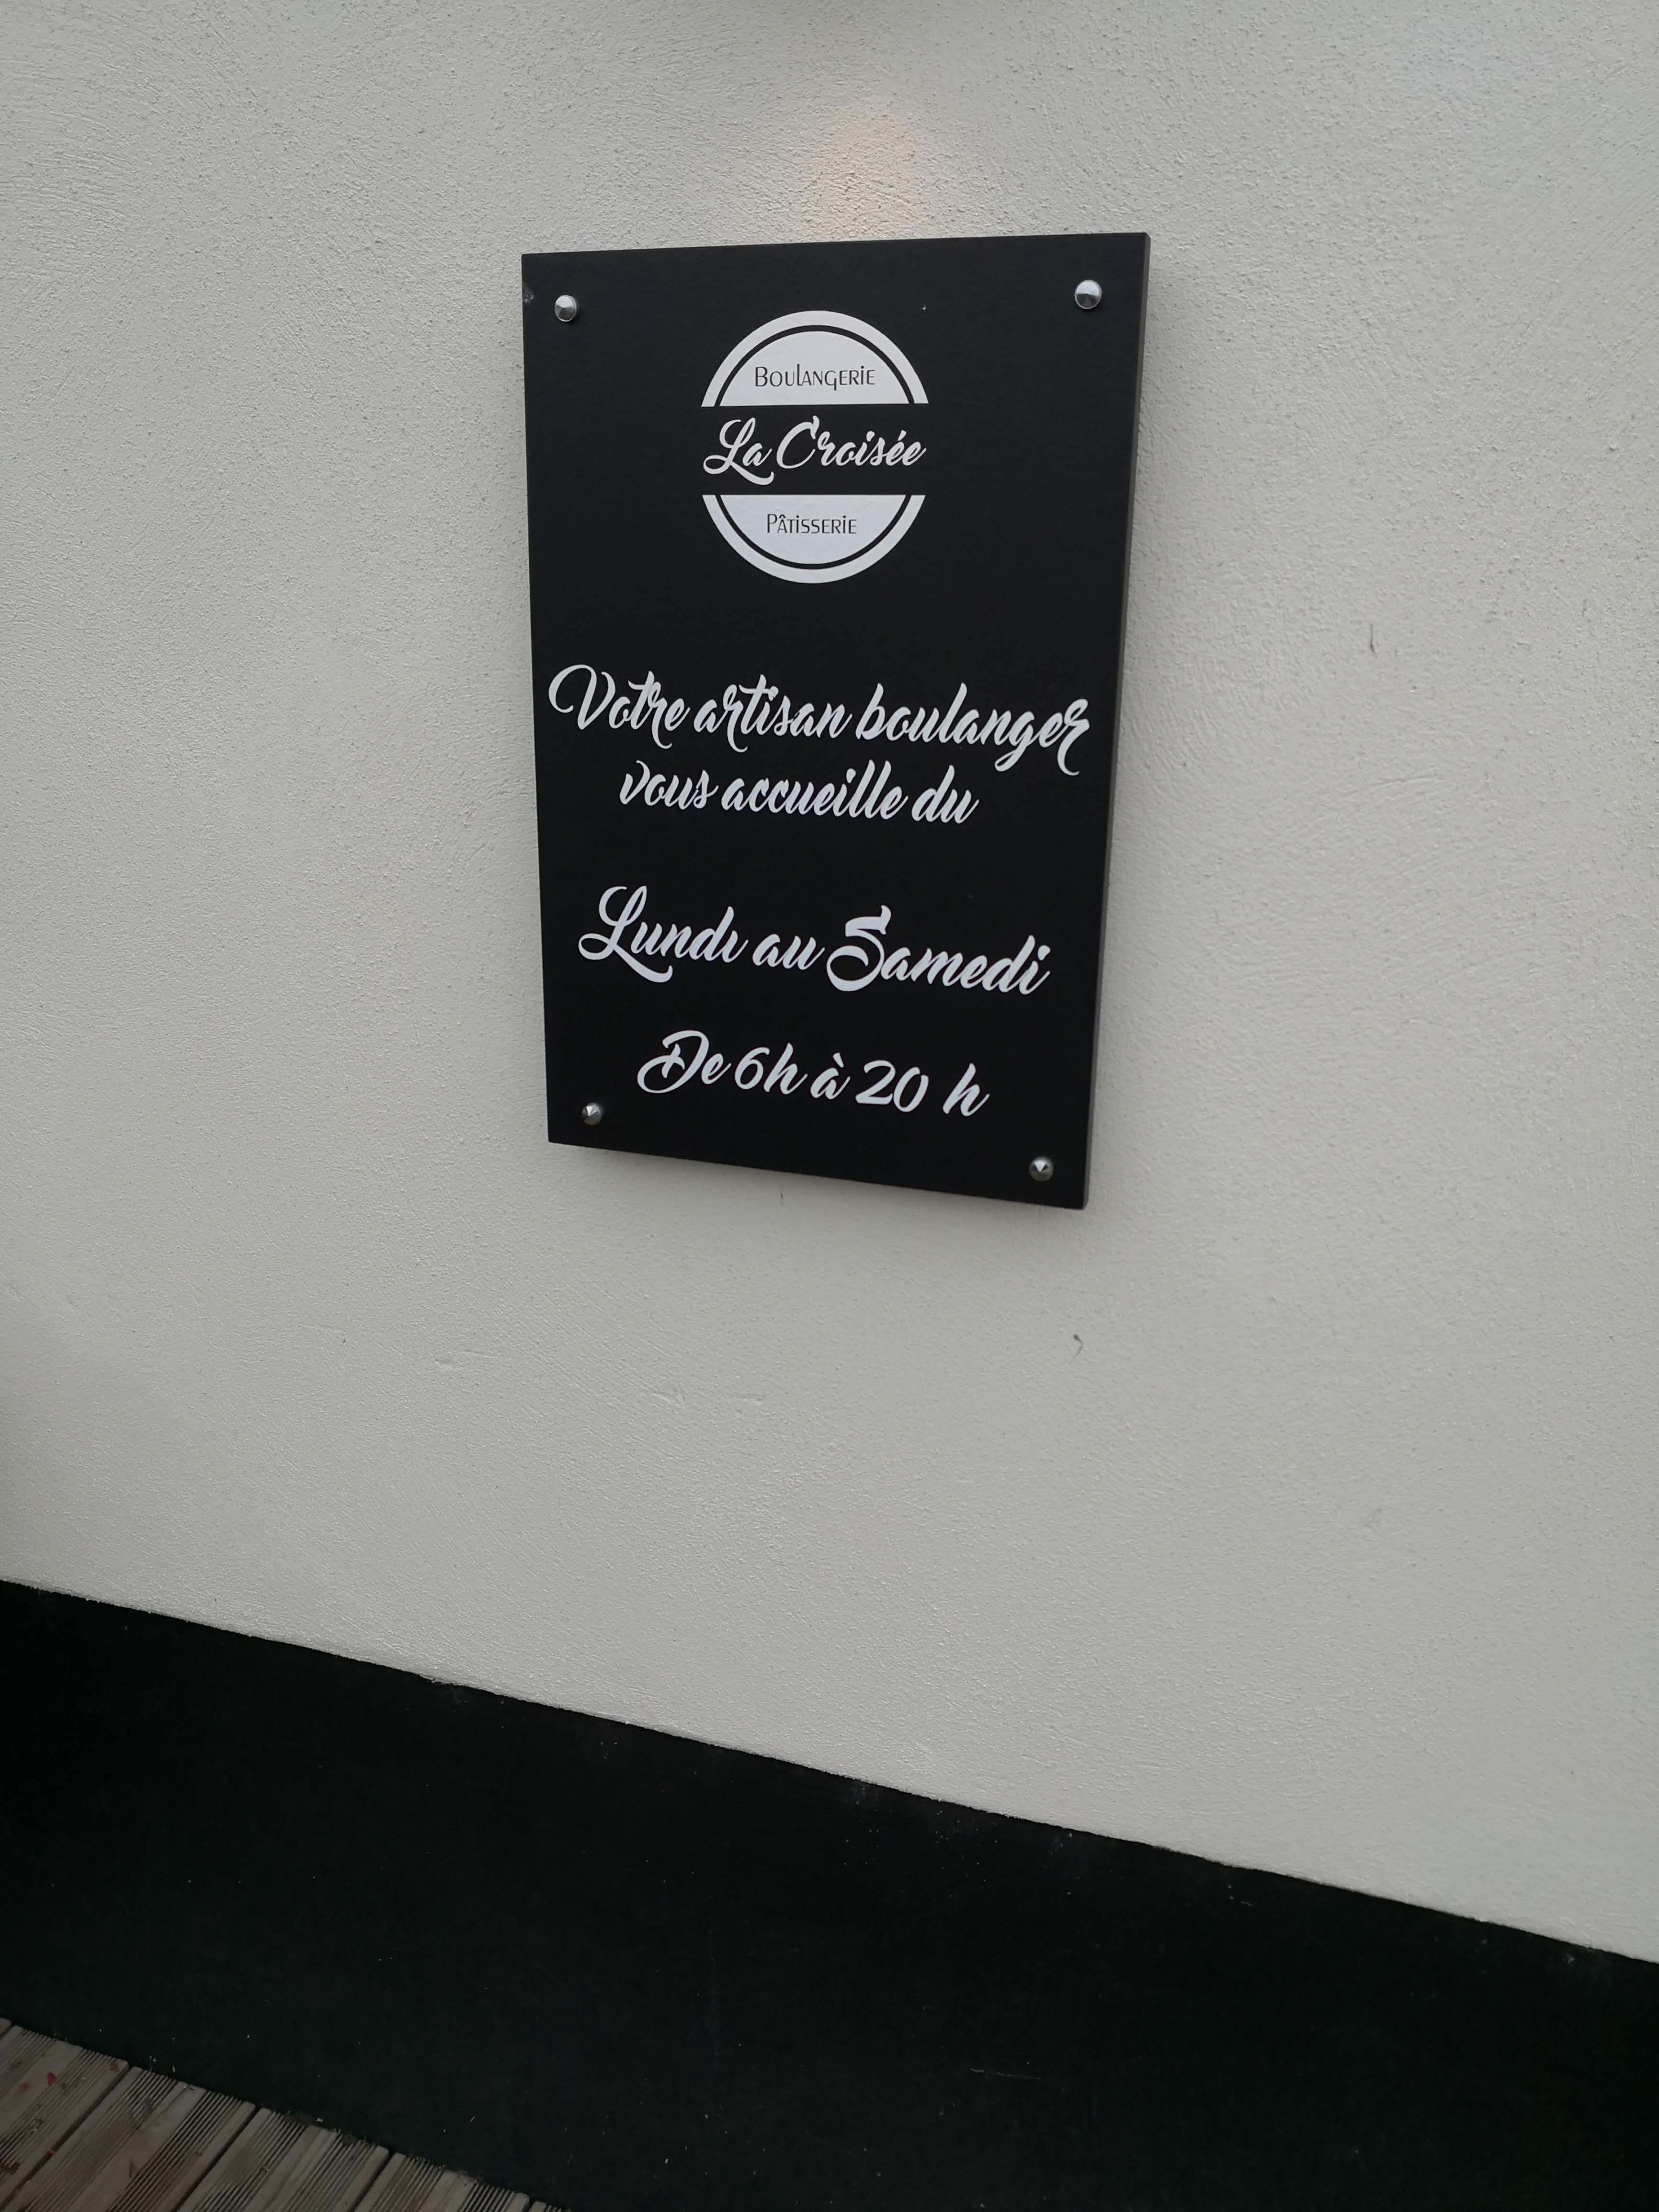 Boulangerie
La Croisée
Pâtisserie
Votre artisan boulanger
vous accueille du
Lundi au Samedi
De 6h à 20 h